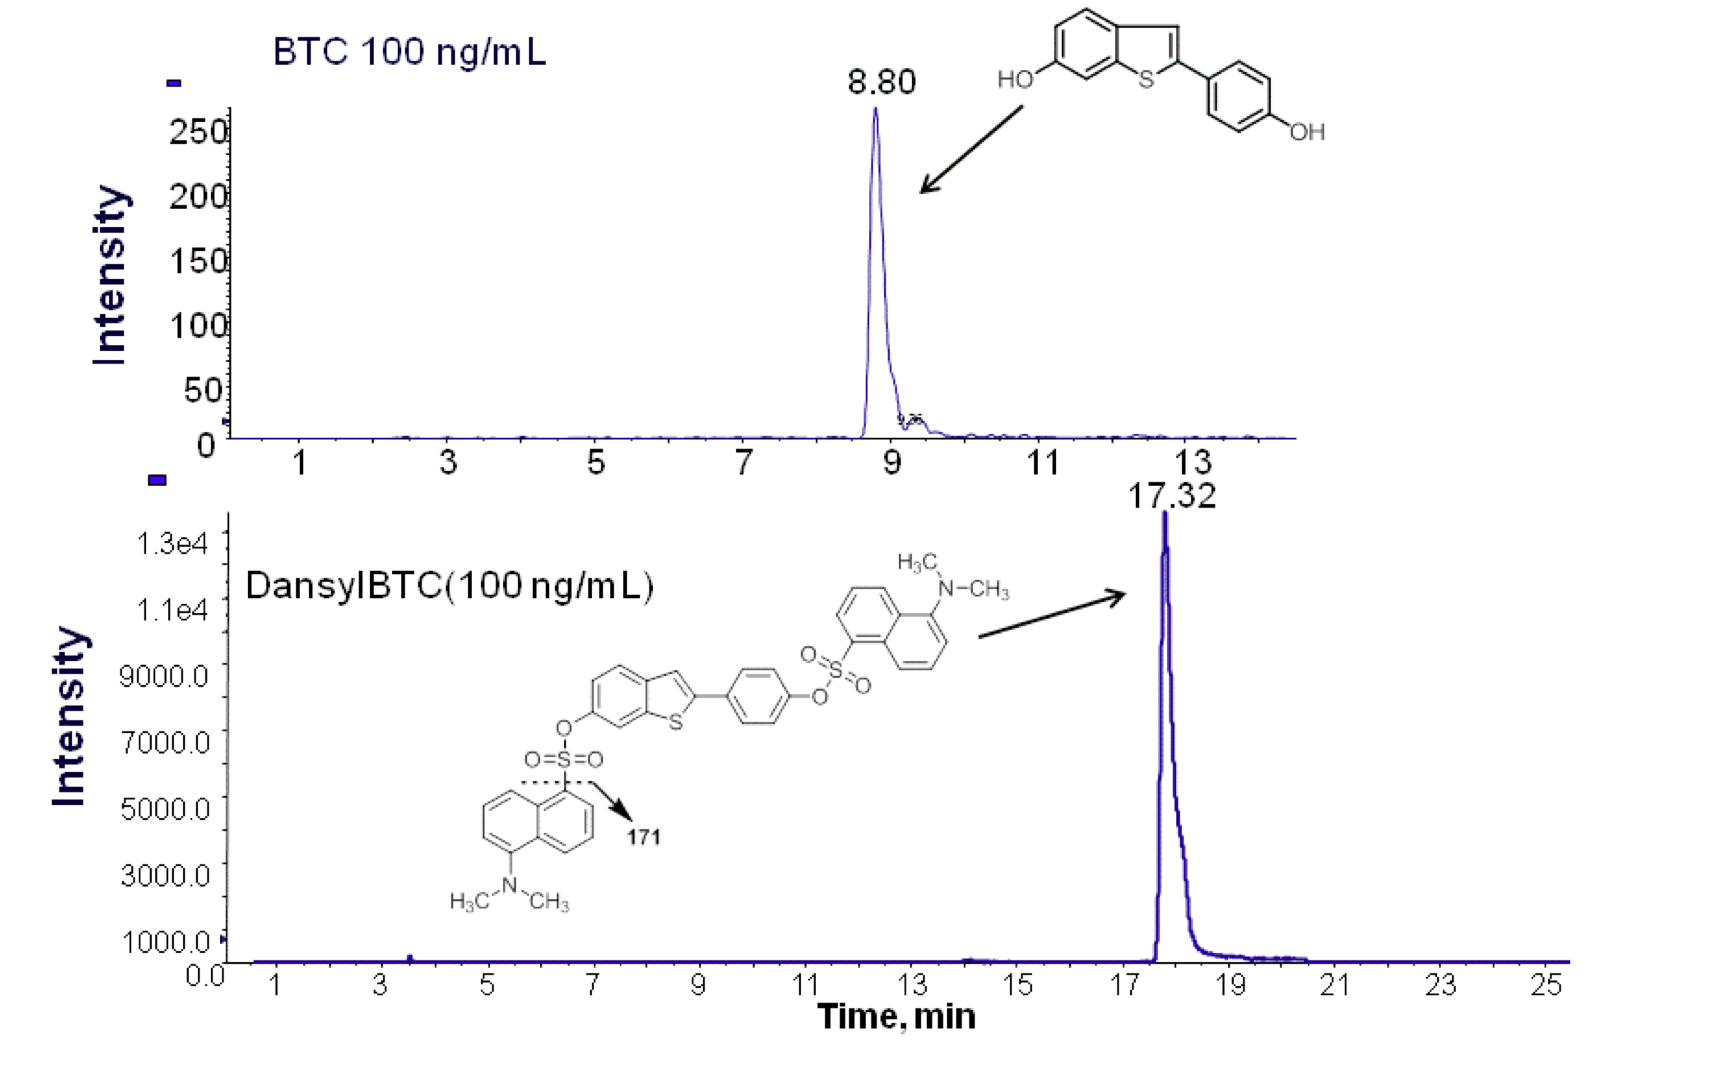 BTC 100 ng/mL
8.80
HO
S
OH
Intensity
250
200
150
100
50
0
1 3 5 7 9 11 13
17.32
DansylBTC(100 ng/mL)
Intensity
1.3e4
1.1e4
9000.0
7000.0
5000.0
3000.0
1000.0
0.0
H₃C
CH₃
N—CH₃
O
S
O
O
S
O
O=S=O
171
N
H₃C
CH₃
1 3 5 7 9 11 13 15 17 19 21 23 25
Time, min